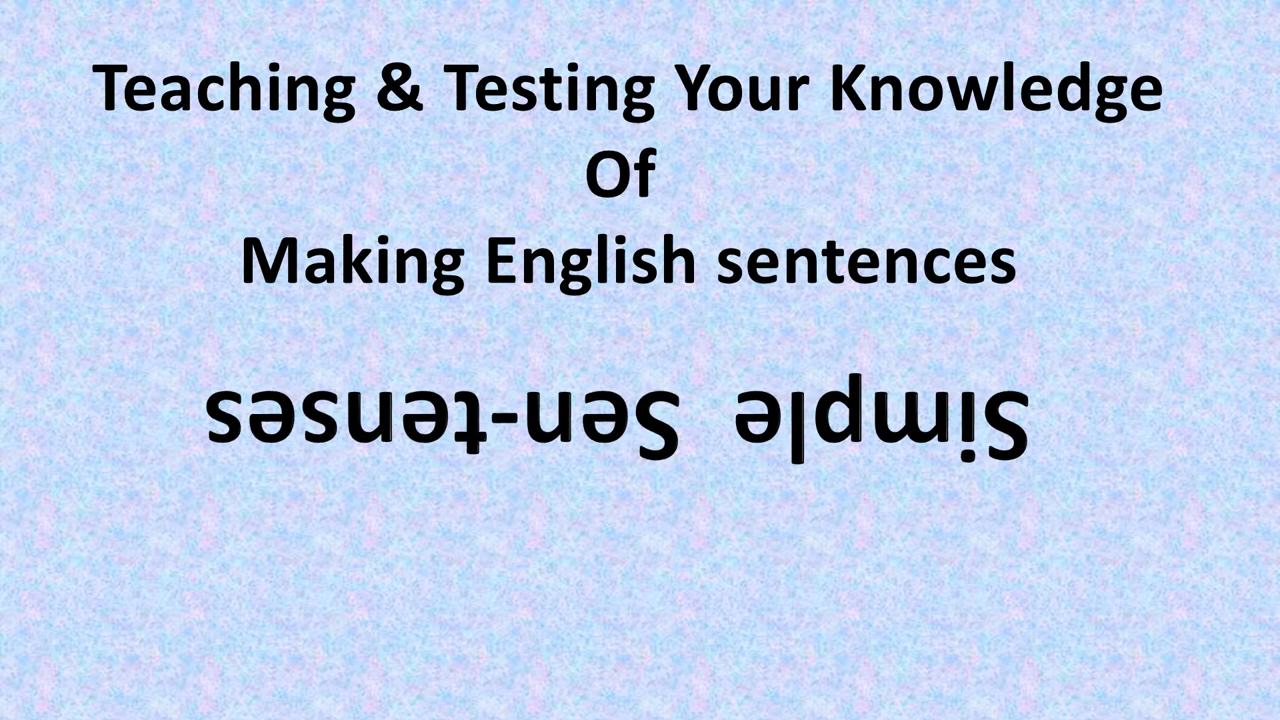 Teaching & Testing Your Knowledge
Of
Making English sentences
Simple Sen-tenses